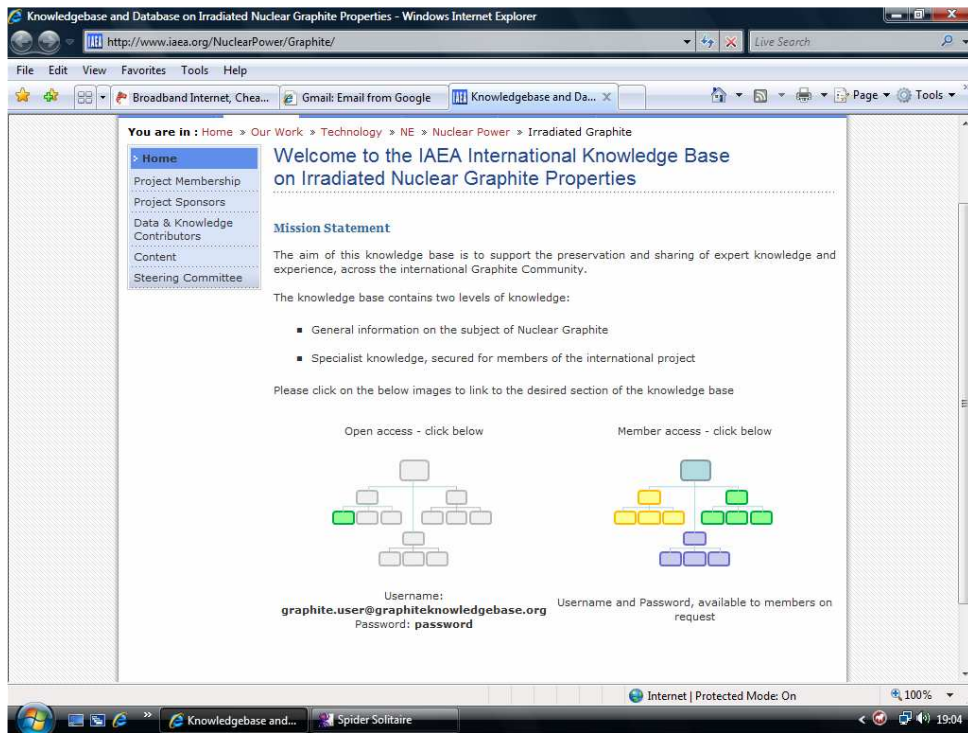 Knowledgebase and Database on Irradiated Nuclear Graphite Properties - Windows Internet Explorer
http://www.iaea.org/NuclearPower/Graphite/
Live Search
File Edit View Favorites Tools Help
Broadband Internet, Chea...
Gmail: Email from Google
Knowledgebase and Da...
Page
Tools
You are in : Home » Our Work » Technology » NE » Nuclear Power » Irradiated Graphite
> Home
Project Membership
Project Sponsors
Data & Knowledge
Contributors
Content
Steering Committee
Welcome to the IAEA International Knowledge Base
on Irradiated Nuclear Graphite Properties
Mission Statement
The aim of this knowledge base is to support the preservation and sharing of expert knowledge and
experience, across the international Graphite Community.
The knowledge base contains two levels of knowledge:
■ General information on the subject of Nuclear Graphite
■ Specialist knowledge, secured for members of the international project
Please click on the below images to link to the desired section of the knowledge base
Open access - click below
Member access - click below
Username:
graphite.user@graphiteknowledgebase.org
Password: password
Username and Password, available to members on
request
Internet | Protected Mode: On
100%
Knowledgebase and...
Spider Solitaire
19:04